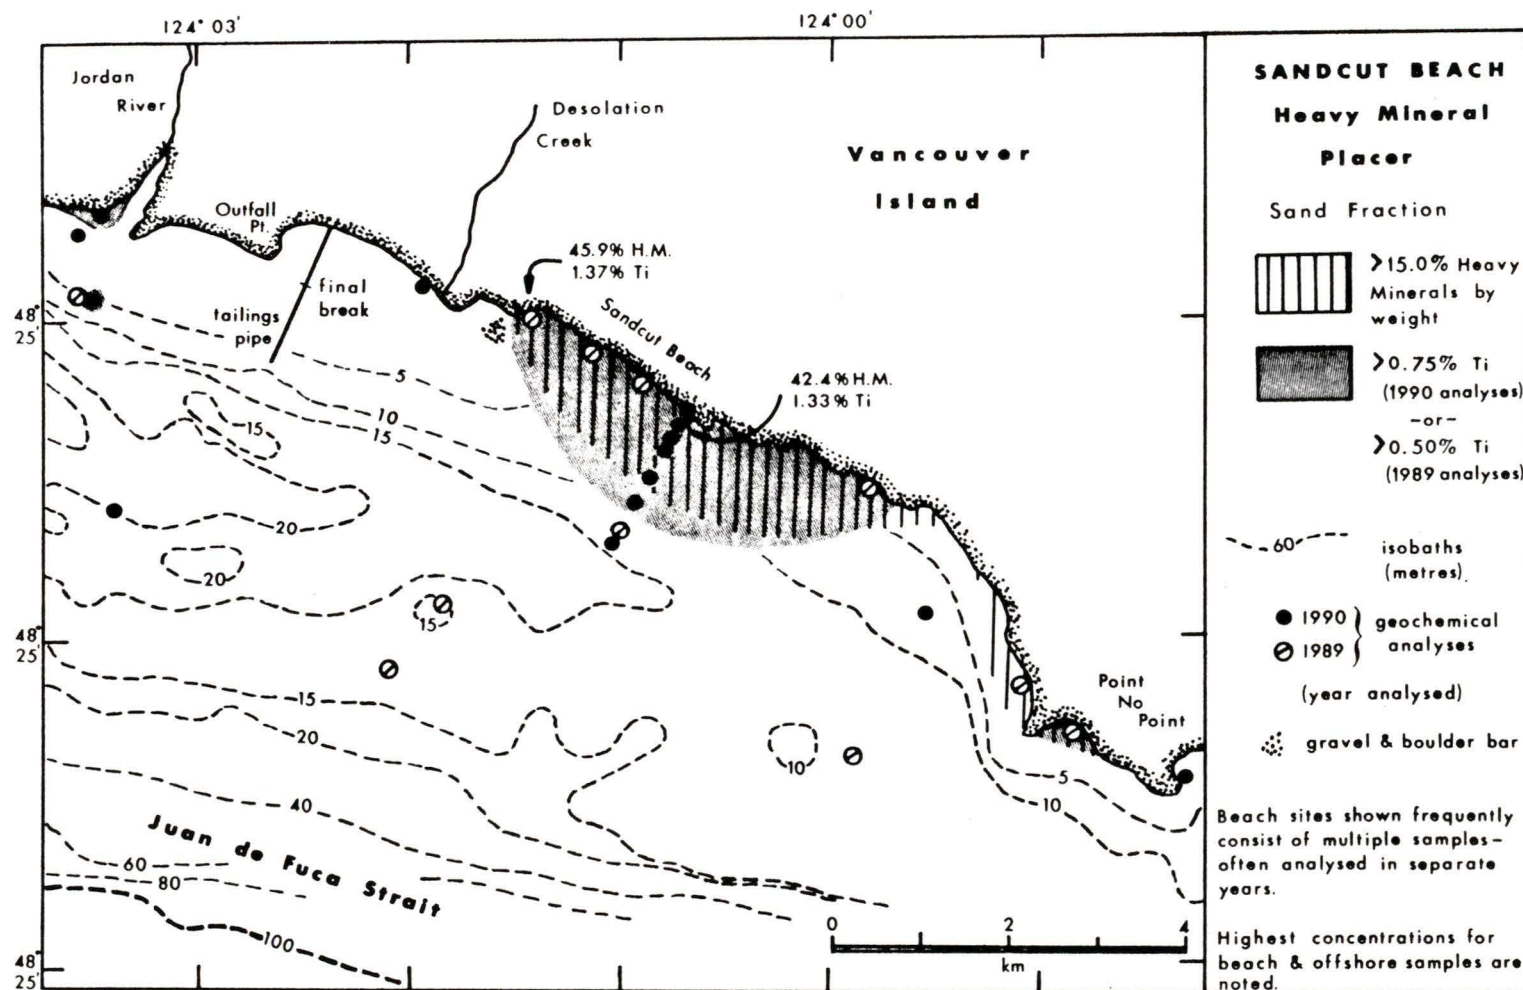 124° 03'
124° 00'
Jordan
River
Desolation
Creek
Vancouver
Island
Outfall
Pt.
45.9% H.M.
1.37% Ti
final
break
tailings
pipe
Sandcut Beach
42.4% H.M.
1.33% Ti
48°
25'
5
10
15
15
20
20
15
48°
25'
15
20
10
Point
No
Point
5
10
40
60
80
100
Juan de Fuca Strait
48°
25'
0 2 4
km
SANDCUT BEACH
Heavy Mineral
Placer
Sand Fraction
>15.0% Heavy
Minerals by
weight
>0.75% Ti
(1990 analyses)
-or-
>0.50% Ti
(1989 analyses)
60
isobaths
(metres).
1990
1989
geochemical
analyses
(year analysed)
gravel & boulder bar
Beach sites shown frequently
consist of multiple samples-
often analysed in separate
years.
Highest concentrations for
beach & offshore samples are
noted.